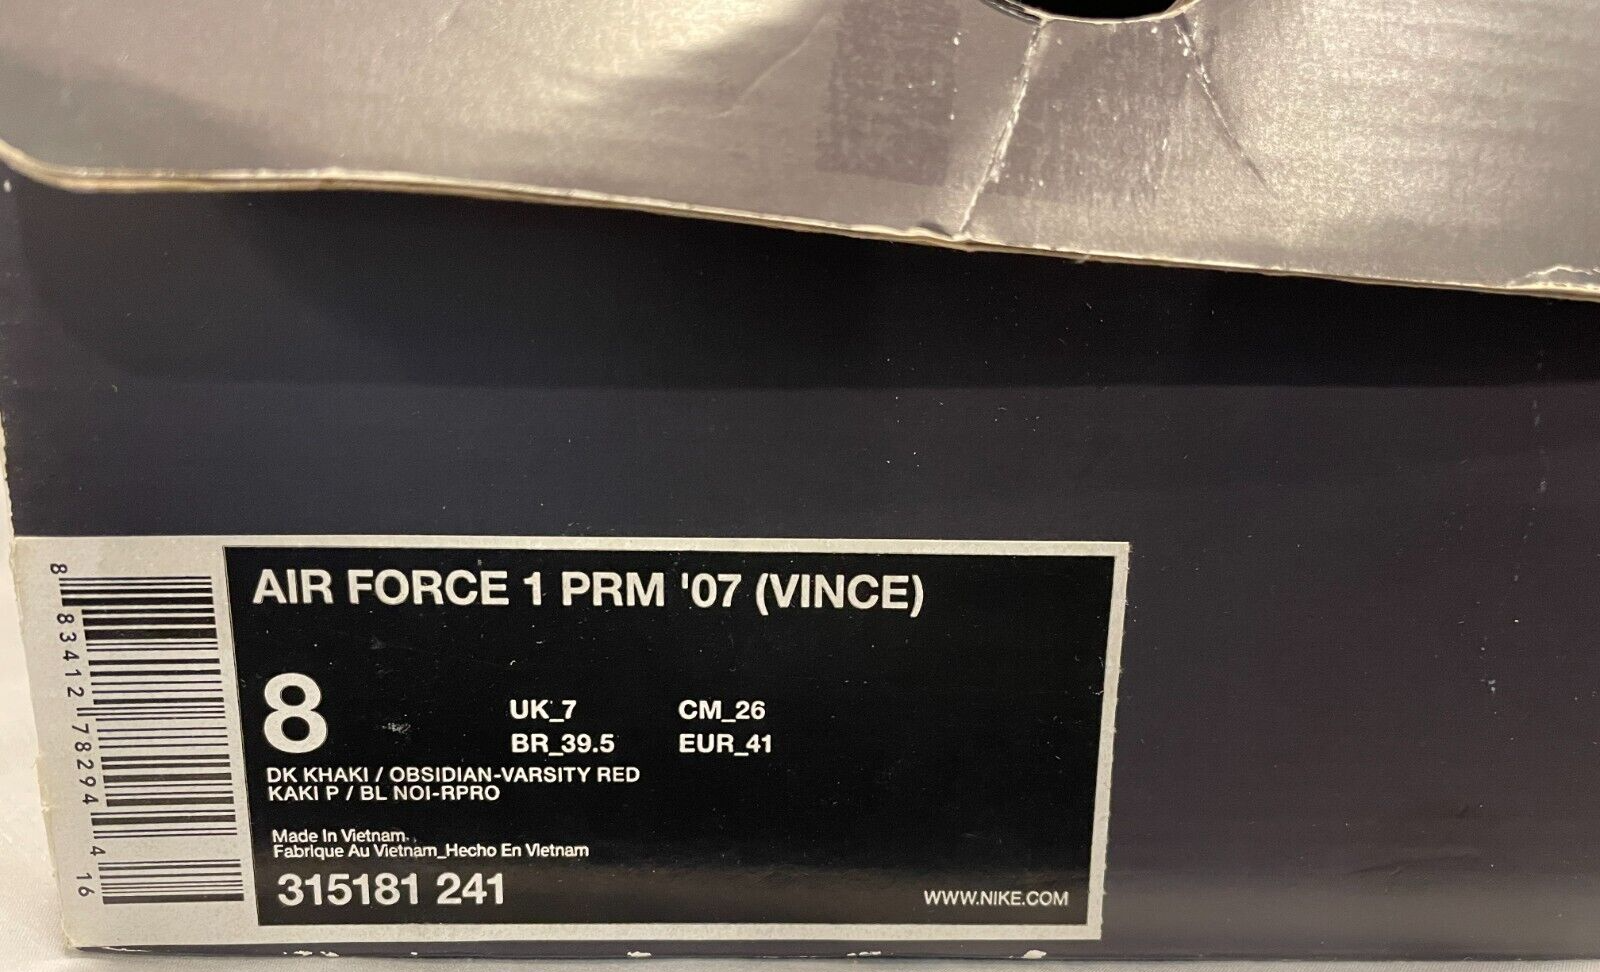 AIR FORCE 1 PRM '07 (VINCE)
8
UK_7 CM_26
BR_39.5 EUR_41
DK KHAKI / OBSIDIAN-VARSITY RED
KAKI P / BL NOI-RPRO
Made In Vietnam
Fabrique Au Vietnam_Hecho En Vietnam
315181 241
WWW.NIKE.COM
8 83412 78294 4 16